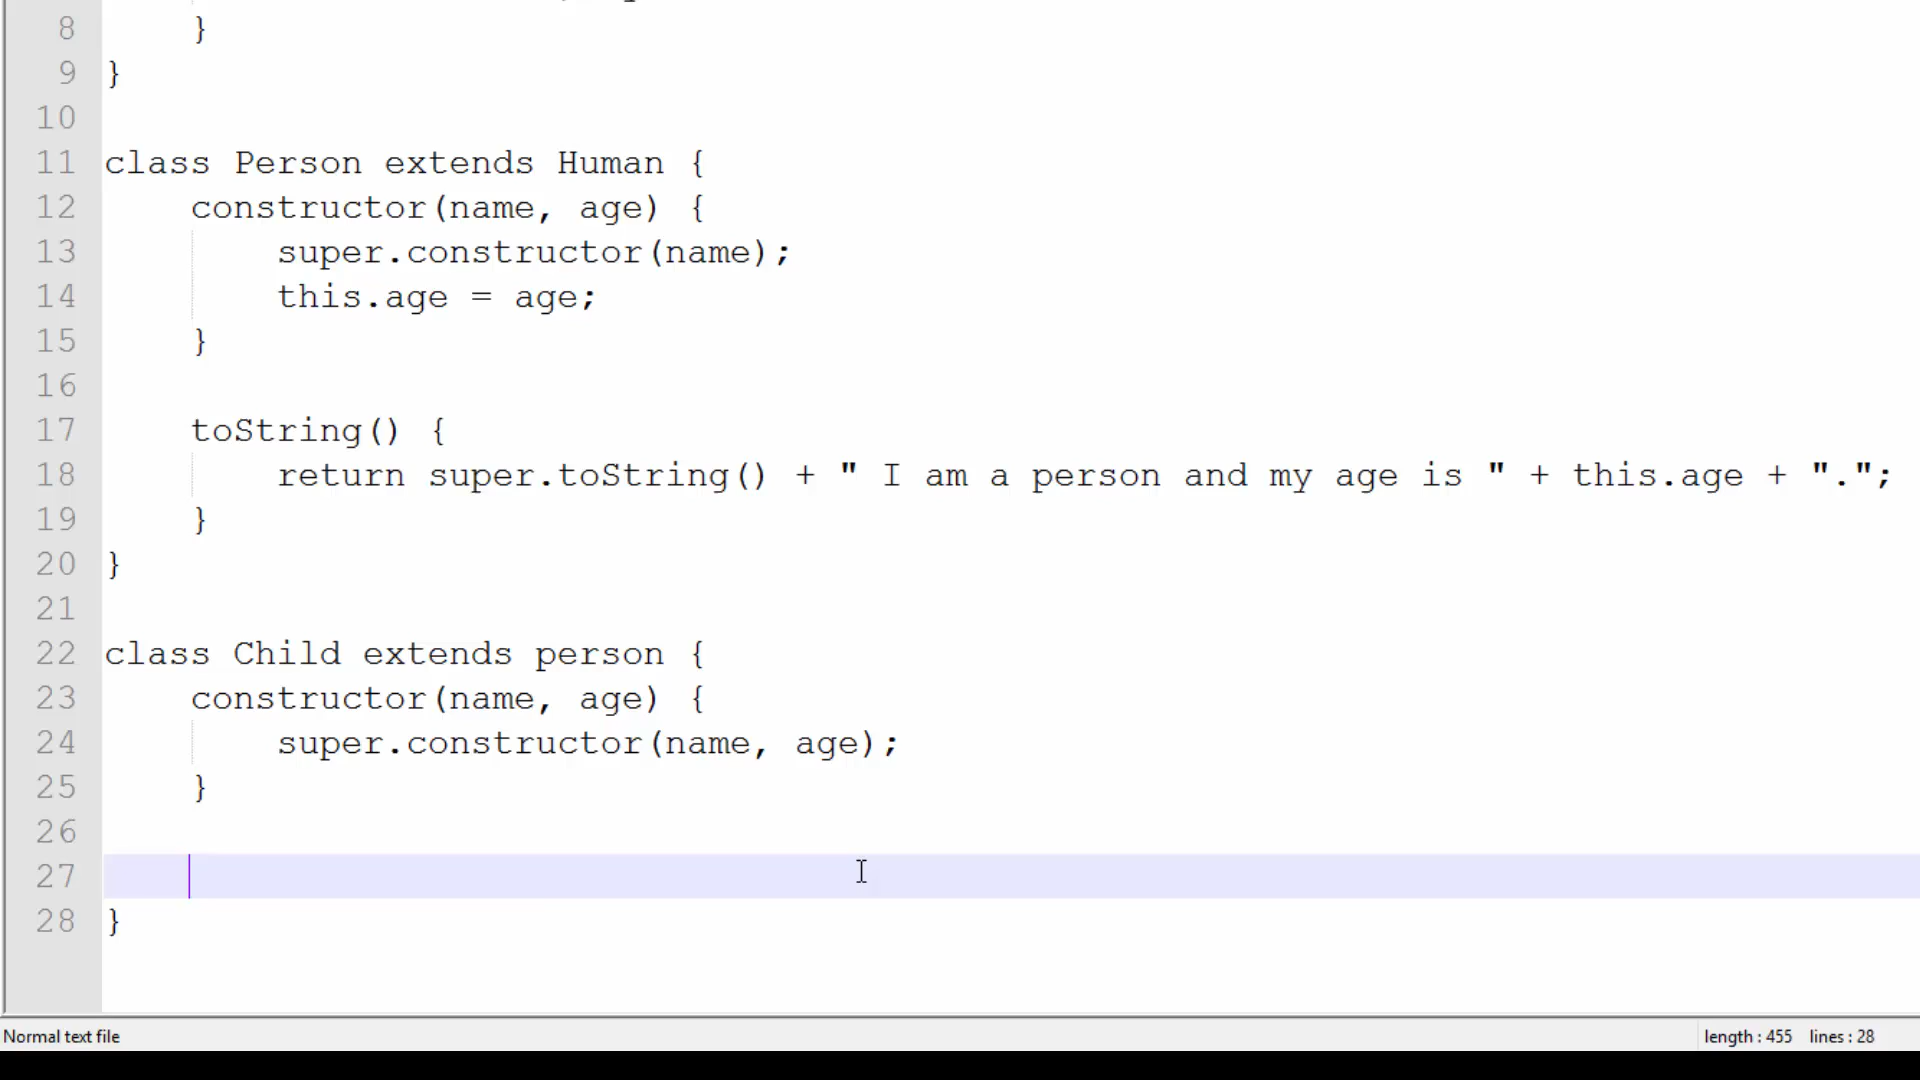 8 }
9 }
10
11 class Person extends Human {
12 constructor(name, age) {
13 super.constructor(name);
14 this.age = age;
15 }
16
17 toString() {
18 return super.toString() + " I am a person and my age is " + this.age + ".";
19 }
20 }
21
22 class Child extends person {
23 constructor(name, age) {
24 super.constructor(name, age);
25 }
26
27
28 }
Normal text file length : 455 lines : 28